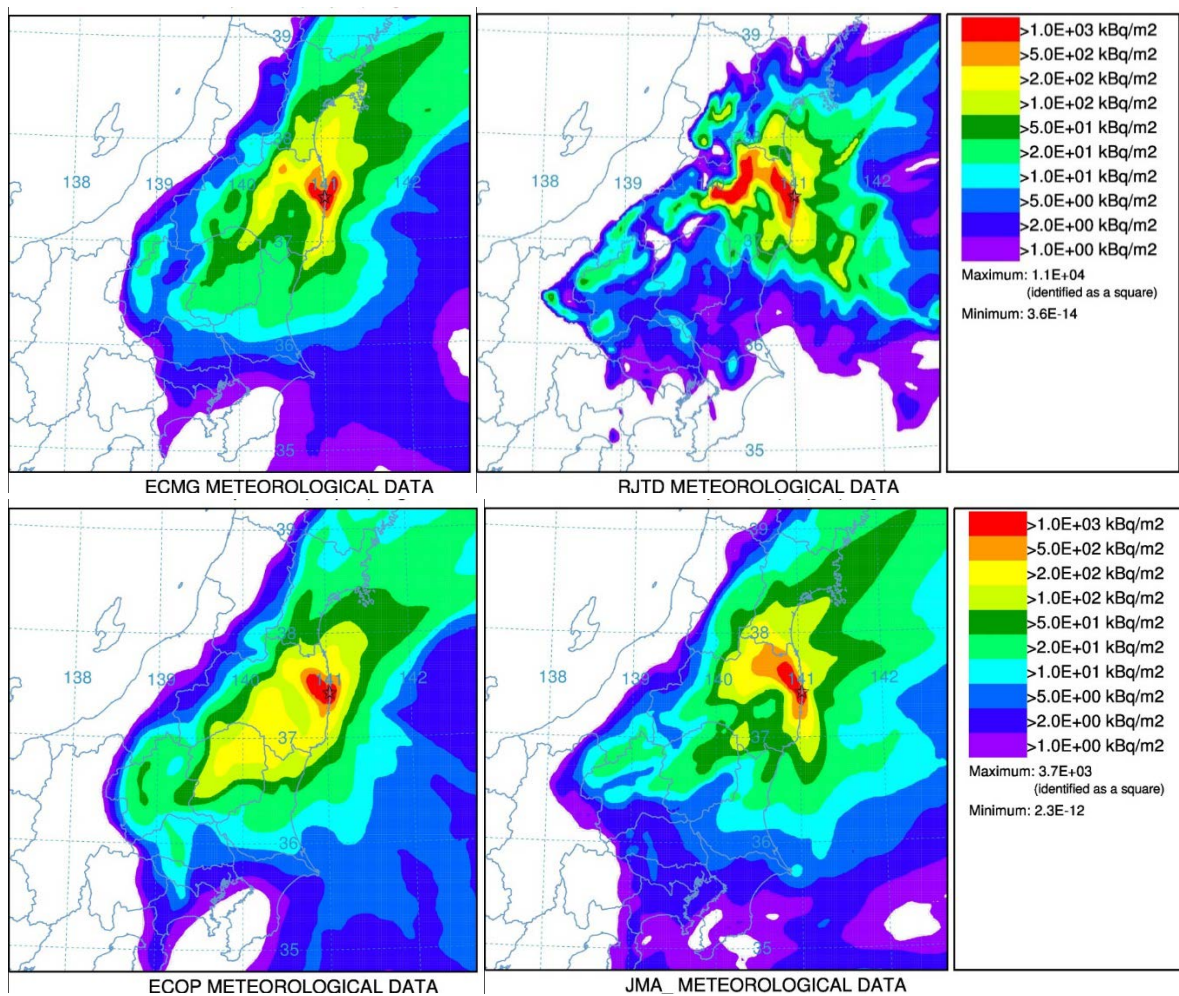 39
38
138
139
140
141
142
37
36
35
ECMG METEOROLOGICAL DATA
39
38
138
139
140
141
142
37
36
35
RJTD METEOROLOGICAL DATA
>1.0E+03 kBq/m2
>5.0E+02 kBq/m2
>2.0E+02 kBq/m2
>1.0E+02 kBq/m2
>5.0E+01 kBq/m2
>2.0E+01 kBq/m2
>1.0E+01 kBq/m2
>5.0E+00 kBq/m2
>2.0E+00 kBq/m2
>1.0E+00 kBq/m2
Maximum: 1.1E+04
(identified as a square)
Minimum: 3.6E-14
39
38
138
139
140
141
142
37
36
35
ECOP METEOROLOGICAL DATA
39
38
138
139
140
141
142
37
36
35
JMA_ METEOROLOGICAL DATA
>1.0E+03 kBq/m2
>5.0E+02 kBq/m2
>2.0E+02 kBq/m2
>1.0E+02 kBq/m2
>5.0E+01 kBq/m2
>2.0E+01 kBq/m2
>1.0E+01 kBq/m2
>5.0E+00 kBq/m2
>2.0E+00 kBq/m2
>1.0E+00 kBq/m2
Maximum: 3.7E+03
(identified as a square)
Minimum: 2.3E-12